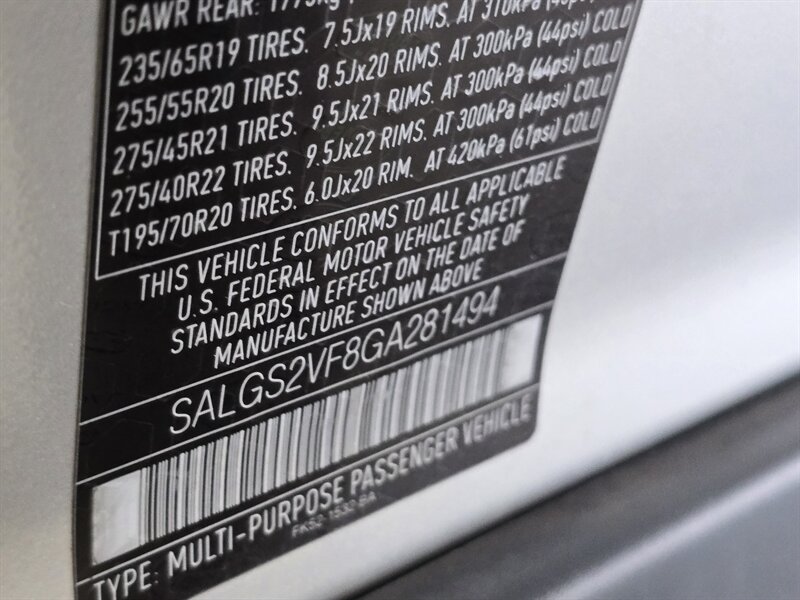 GAWR REAR: 1775kg
235/65R19 TIRES. 7.5Jx19 RIMS. AT 310kPa
255/55R20 TIRES. 8.5Jx20 RIMS. AT 300kPa (44psi) COLD
275/45R21 TIRES. 9.5Jx21 RIMS. AT 300kPa (44psi) COLD
275/40R22 TIRES. 9.5Jx22 RIMS. AT 300kPa (44psi) COLD
T195/70R20 TIRES. 6.0Jx20 RIM. AT 420kPa (61psi) COLD
THIS VEHICLE CONFORMS TO ALL APPLICABLE
U.S. FEDERAL MOTOR VEHICLE SAFETY
STANDARDS IN EFFECT ON THE DATE OF
MANUFACTURE SHOWN ABOVE
SALGS2VF8GA281494
TYPE: MULTI-PURPOSE PASSENGER VEHICLE